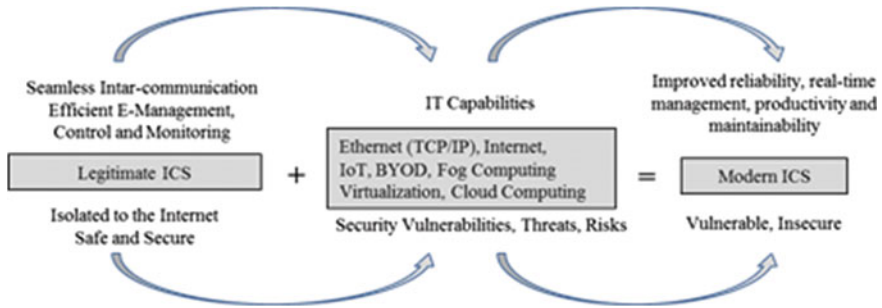 Seamless Intar-communication
Efficient E-Management,
Control and Monitoring
Legitimate ICS
Isolated to the Internet
Safe and Secure
+
IT Capabilities
Ethernet (TCP/IP), Internet,
IoT, BYOD, Fog Computing
Virtualization, Cloud Computing
Security Vulnerabilities, Threats, Risks
=
Improved reliability, real-time
management, productivity and
maintainability
Modern ICS
Vulnerable, Insecure